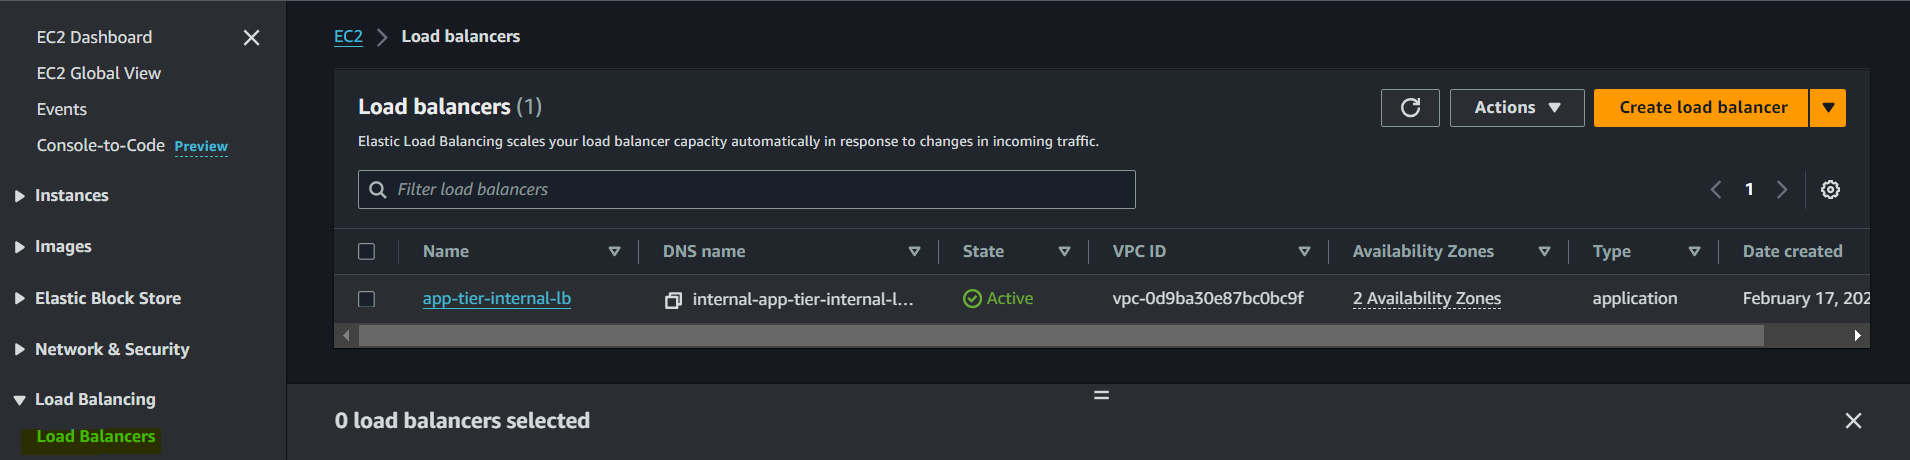 EC2 Dashboard
EC2 Global View
Events
Console-to-Code Preview
Instances
Images
Elastic Block Store
Network & Security
Load Balancing
Load Balancers
EC2 > Load balancers
Load balancers (1)
Actions
Create load balancer
Elastic Load Balancing scales your load balancer capacity automatically in response to changes in incoming traffic.
Filter load balancers
1
Name DNS name State VPC ID Availability Zones Type Date created
app-tier-internal-lb internal-app-tier-internal-l... Active vpc-0d9ba30e87bc0bc9f 2 Availability Zones application February 17, 202
0 load balancers selected